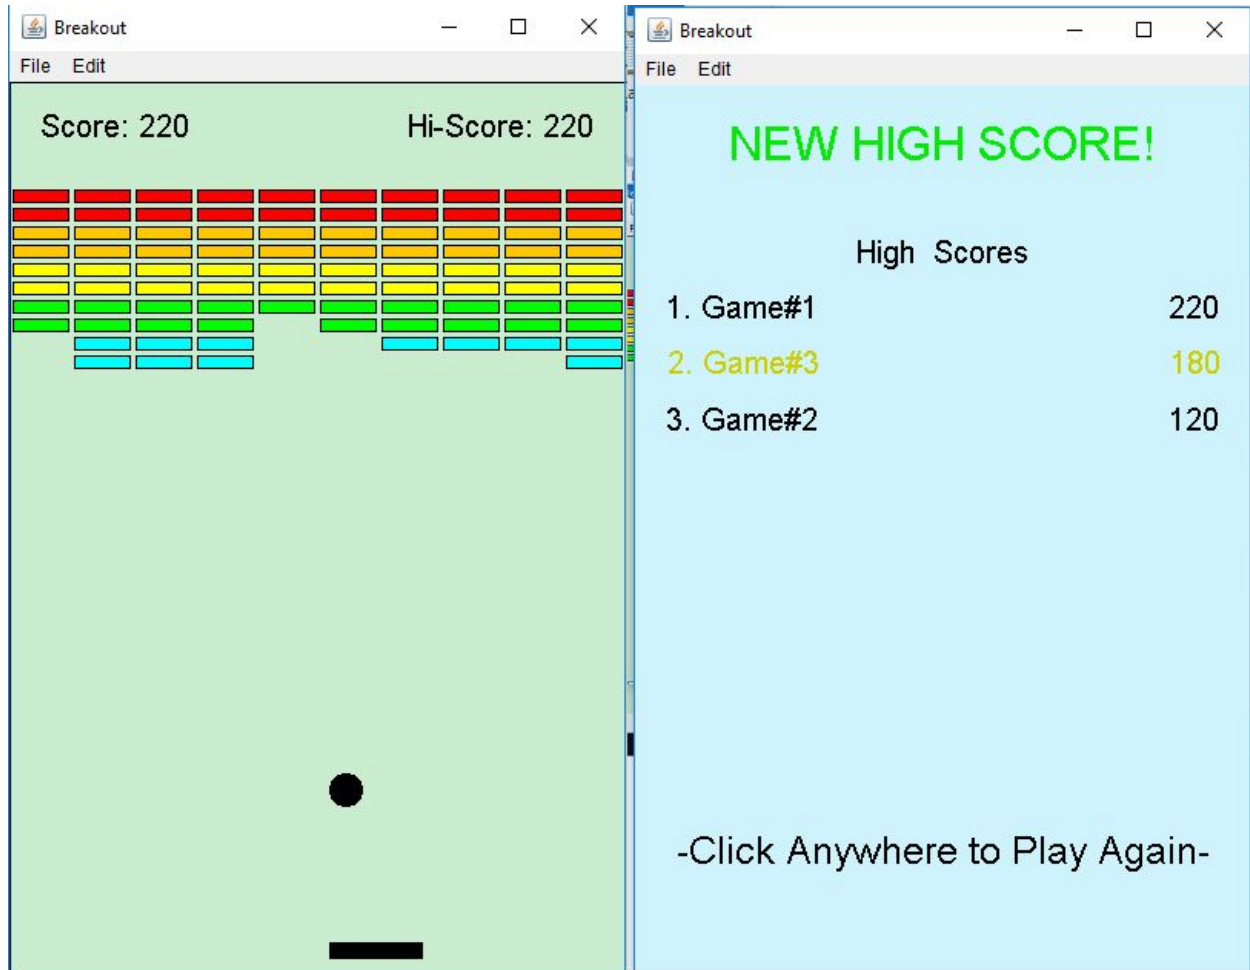 Breakout
File Edit
Score: 220 Hi-Score: 220
Breakout
File Edit
NEW HIGH SCORE!
High Scores
1. Game#1 220
2. Game#3 180
3. Game#2 120
-Click Anywhere to Play Again-